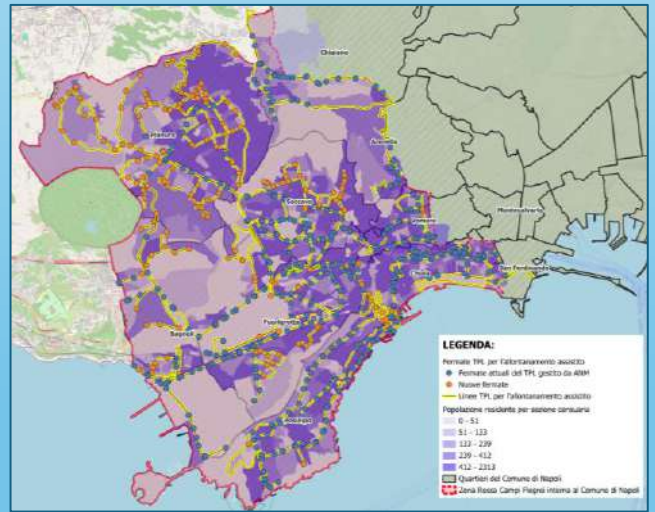 Chiaiano
Pianura
Arenella
Soccavo
Vomero
Montecalvario
San Ferdinando
Chiaia
Fuorigrotta
Bagnoli
Posillipo
LEGENDA:
Fermate TPL per l'allontanamento assistito
Fermate attuali del TPL gestito da ANM
Nuove fermate
Linee TPL per l'allontanamento assistito
Popolazione residente per sezione censuaria
0 - 51
51 - 133
133 - 239
239 - 412
412 - 2313
Quartieri del Comune di Napoli
Zona Rossa Campi Flegrei interna al Comune di Napoli